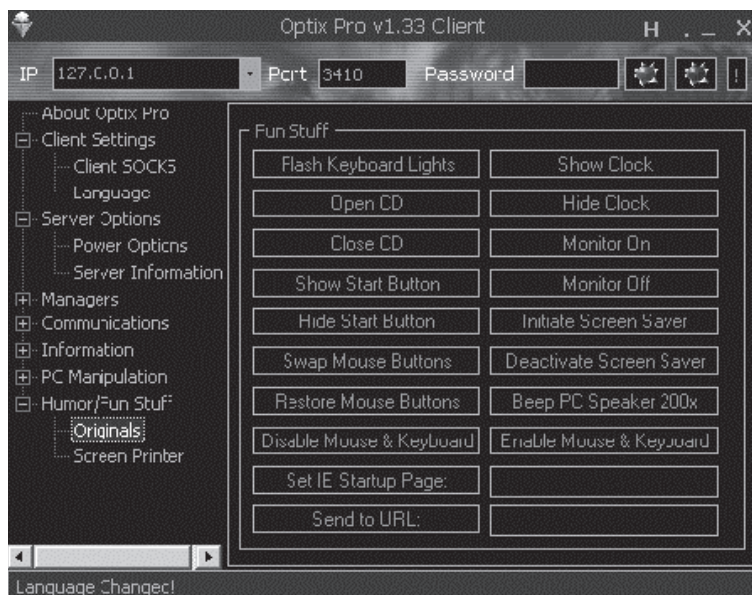 Optix Pro v1.33 Client
H . _ X
IP 127.0.0.1 Port 3410 Password !
About Optix Pro
Client Settings
Client SOCKS
Language
Server Options
Power Options
Server Information
Managers
Communications
Information
PC Manipulation
Humor/Fun Stuff
Originals
Screen Printer
Fun Stuff
Flash Keyboard Lights Show Clock
Open CD Hide Clock
Close CD Monitor On
Show Start Button Monitor Off
Hide Start Button Initiate Screen Saver
Swap Mouse Buttons Deactivate Screen Saver
Restore Mouse Buttons Beep PC Speaker 200x
Disable Mouse & Keyboard Enable Mouse & Keyboard
Set IE Startup Page:
Send to URL:
Language Changed!